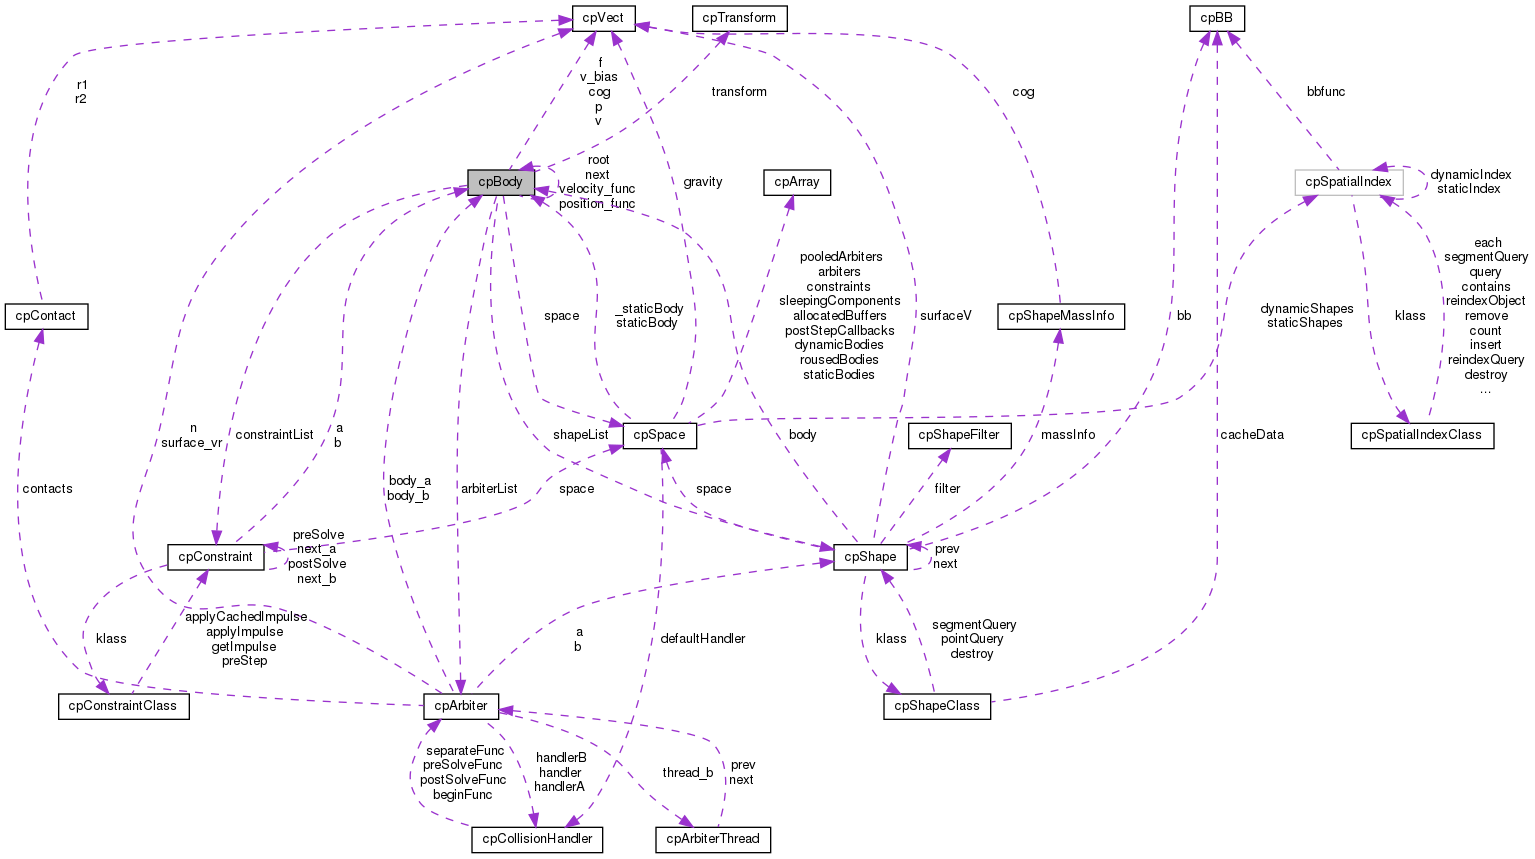 cpVect
cpTransform
cpBB
r1
r2
f
v_bias
cog
p
v
transform
cog
bbfunc
cpBody
root
next
velocity_func
position_func
gravity
cpArray
cpSpatialIndex
dynamicIndex
staticIndex
cpContact
space
_staticBody
staticBody
pooledArbiters
arbiters
constraints
sleepingComponents
allocatedBuffers
postStepCallbacks
dynamicBodies
rousedBodies
staticBodies
surfaceV
cpShapeMassInfo
bb
dynamicShapes
staticShapes
klass
each
segmentQuery
query
contains
reindexObject
remove
count
insert
reindexQuery
destroy
...
n
surface_vr
constraintList
a
b
shapeList
cpSpace
body
cpShapeFilter
massInfo
cacheData
cpSpatialIndexClass
contacts
body_a
body_b
arbiterList
space
space
filter
cpConstraint
preSolve
next_a
postSolve
next_b
cpShape
prev
next
klass
applyCachedImpulse
applyImpulse
getImpulse
preStep
a
b
defaultHandler
klass
segmentQuery
pointQuery
destroy
cpConstraintClass
cpArbiter
cpShapeClass
separateFunc
preSolveFunc
postSolveFunc
beginFunc
handlerB
handler
handlerA
thread_b
prev
next
cpCollisionHandler
cpArbiterThread